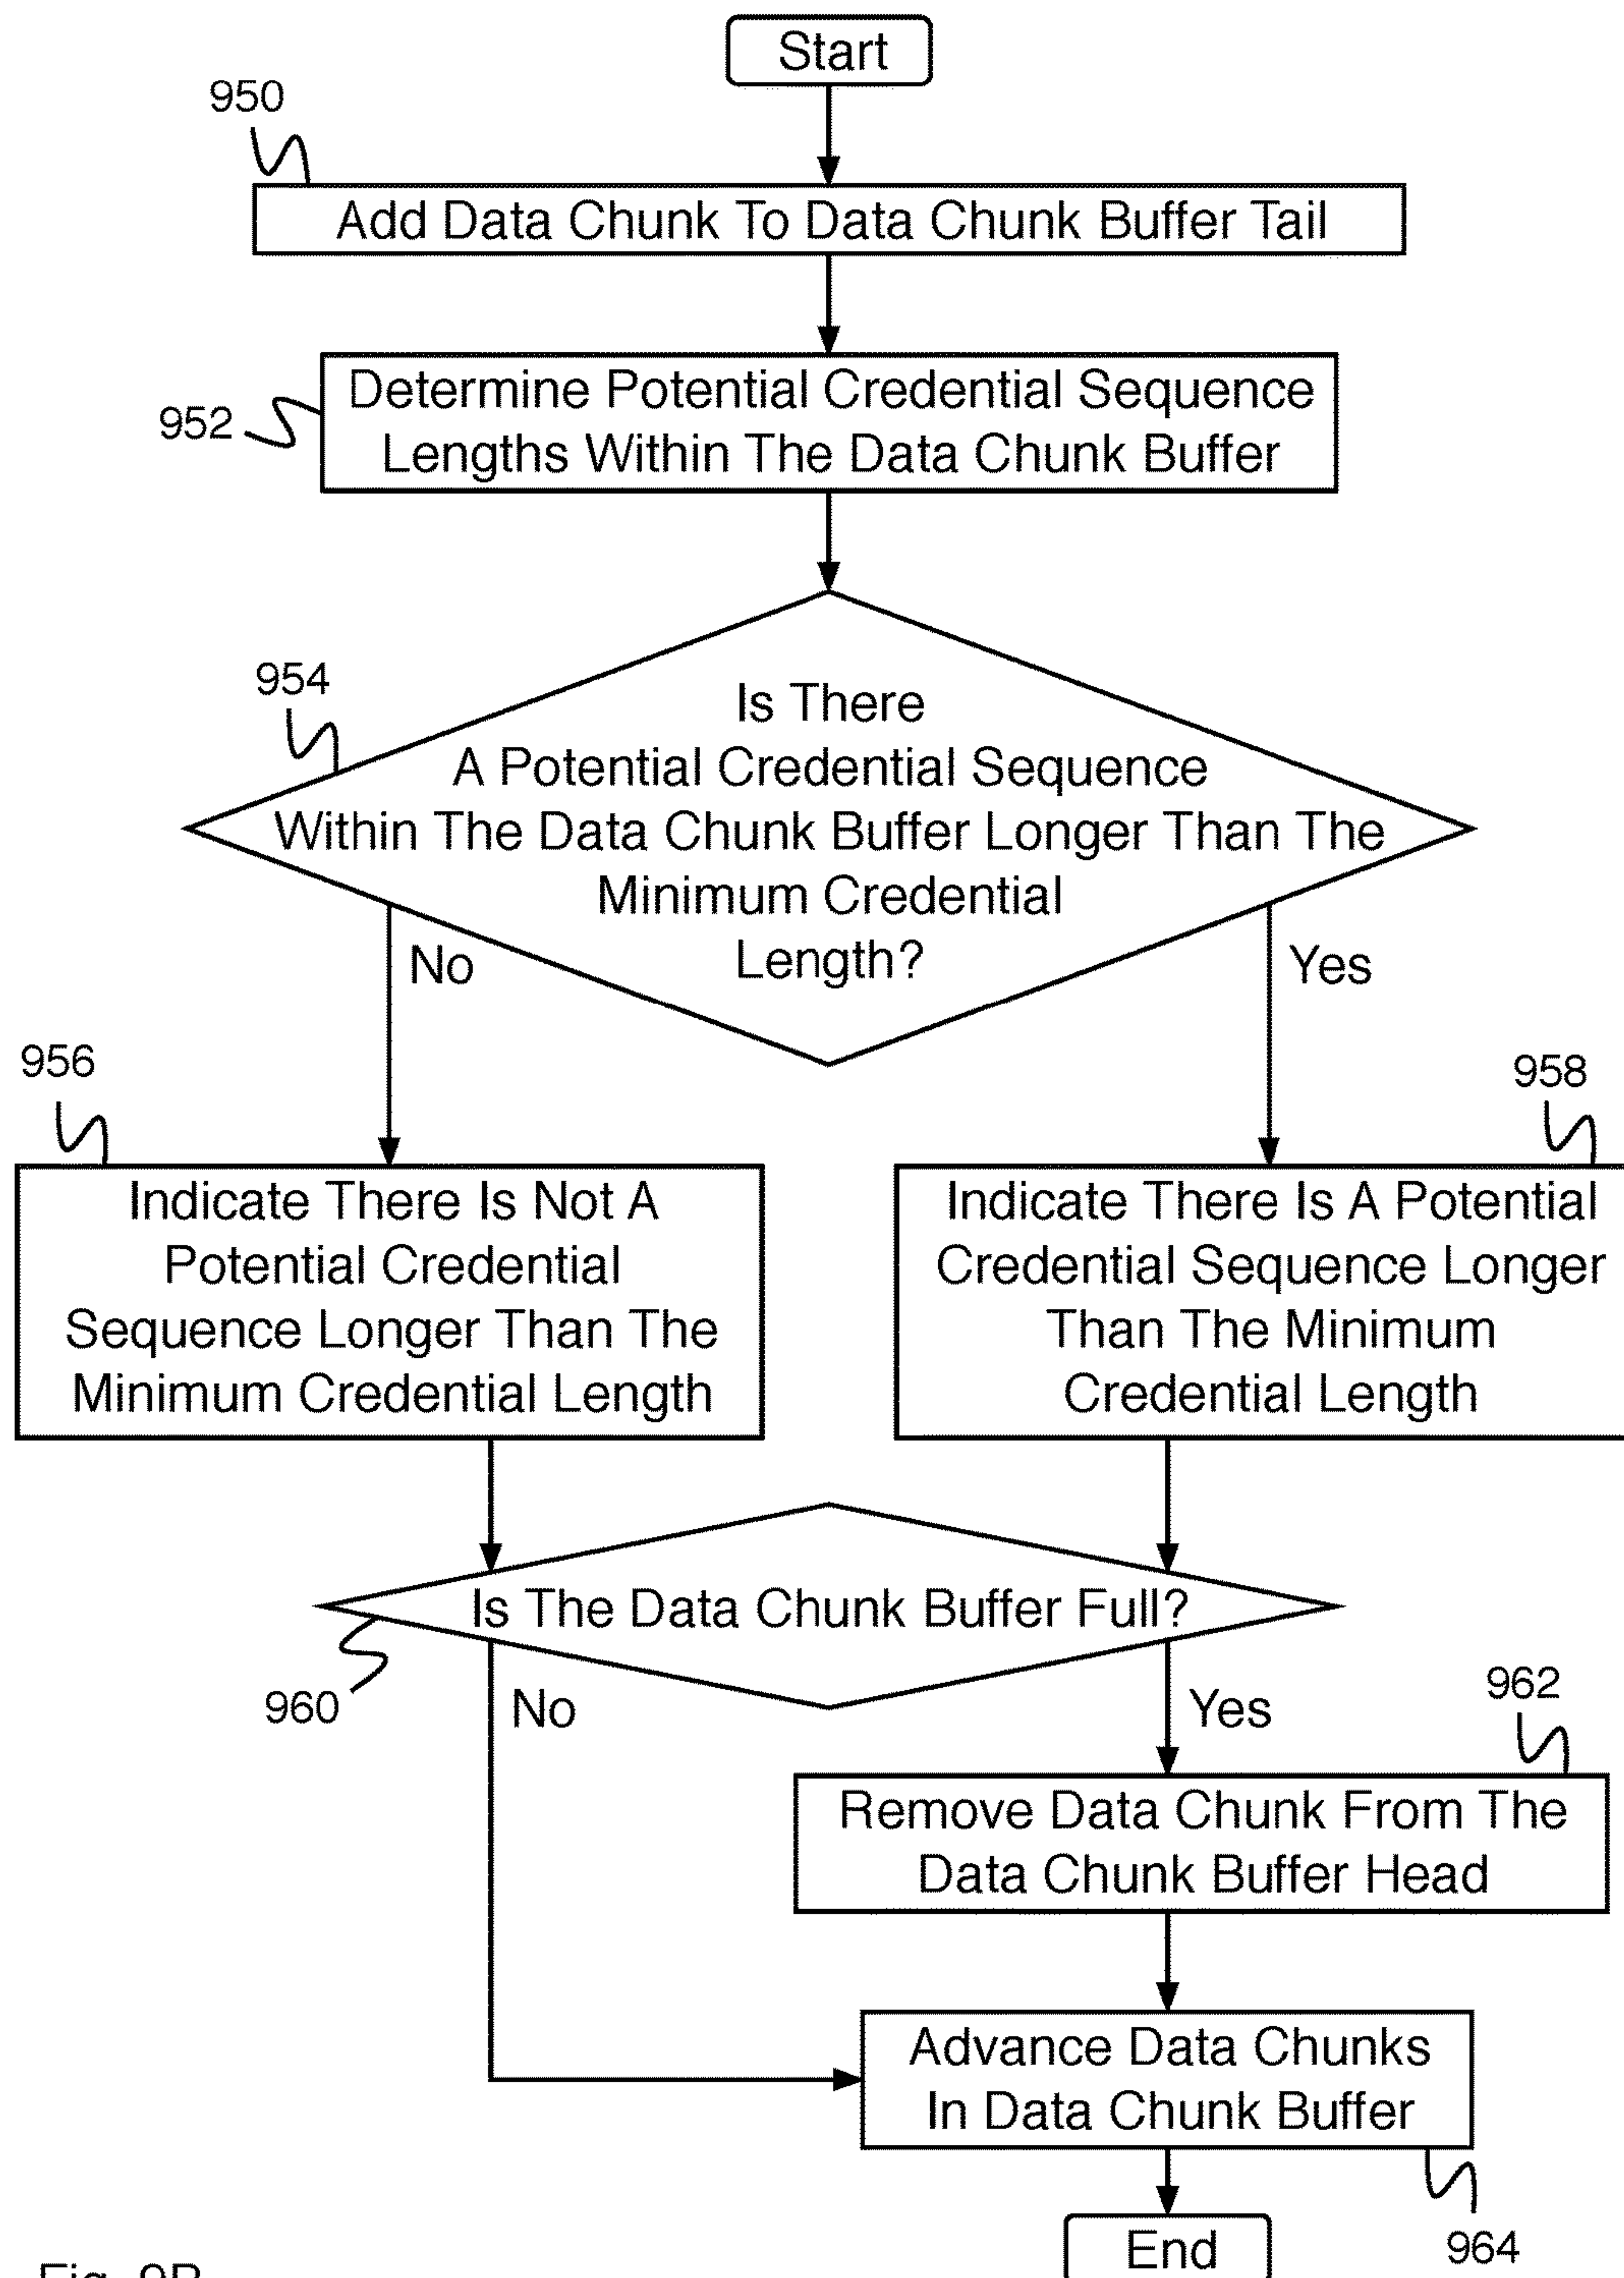 Start
950
Add Data Chunk To Data Chunk Buffer Tail
952
Determine Potential Credential Sequence
Lengths Within The Data Chunk Buffer
954
Is There
A Potential Credential Sequence
Within The Data Chunk Buffer Longer Than The
Minimum Credential
Length?
No
Yes
956
Indicate There Is Not A
Potential Credential
Sequence Longer Than The
Minimum Credential Length
958
Indicate There Is A Potential
Credential Sequence Longer
Than The Minimum
Credential Length
Is The Data Chunk Buffer Full?
960
No
Yes
962
Remove Data Chunk From The
Data Chunk Buffer Head
Advance Data Chunks
In Data Chunk Buffer
964
End
Fig. 9B